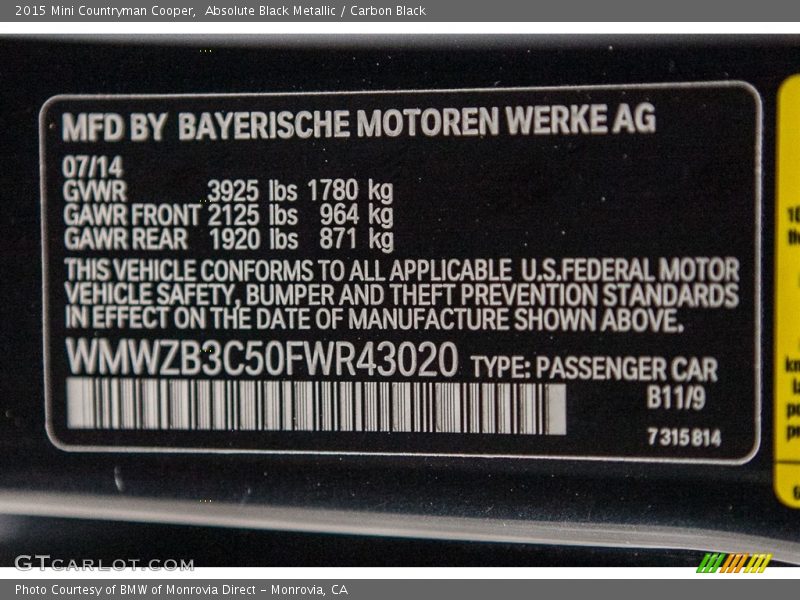 2015 Mini Countryman Cooper,  Absolute Black Metallic / Carbon Black
MFD BY BAYERISCHE MOTOREN WERKE AG
07/14
GVWR 3925 lbs 1780 kg
GAWR FRONT 2125 lbs 964 kg
GAWR REAR 1920 lbs 871 kg
THIS VEHICLE CONFORMS TO ALL APPLICABLE U.S.FEDERAL MOTOR
VEHICLE SAFETY, BUMPER AND THEFT PREVENTION STANDARDS
IN EFFECT ON THE DATE OF MANUFACTURE SHOWN ABOVE.
WMWZB3C50FWR43020 TYPE: PASSENGER CAR
B11/9
7 315 814
GTCARLOT.COM
Photo Courtesy of BMW of Monrovia Direct - Monrovia, CA